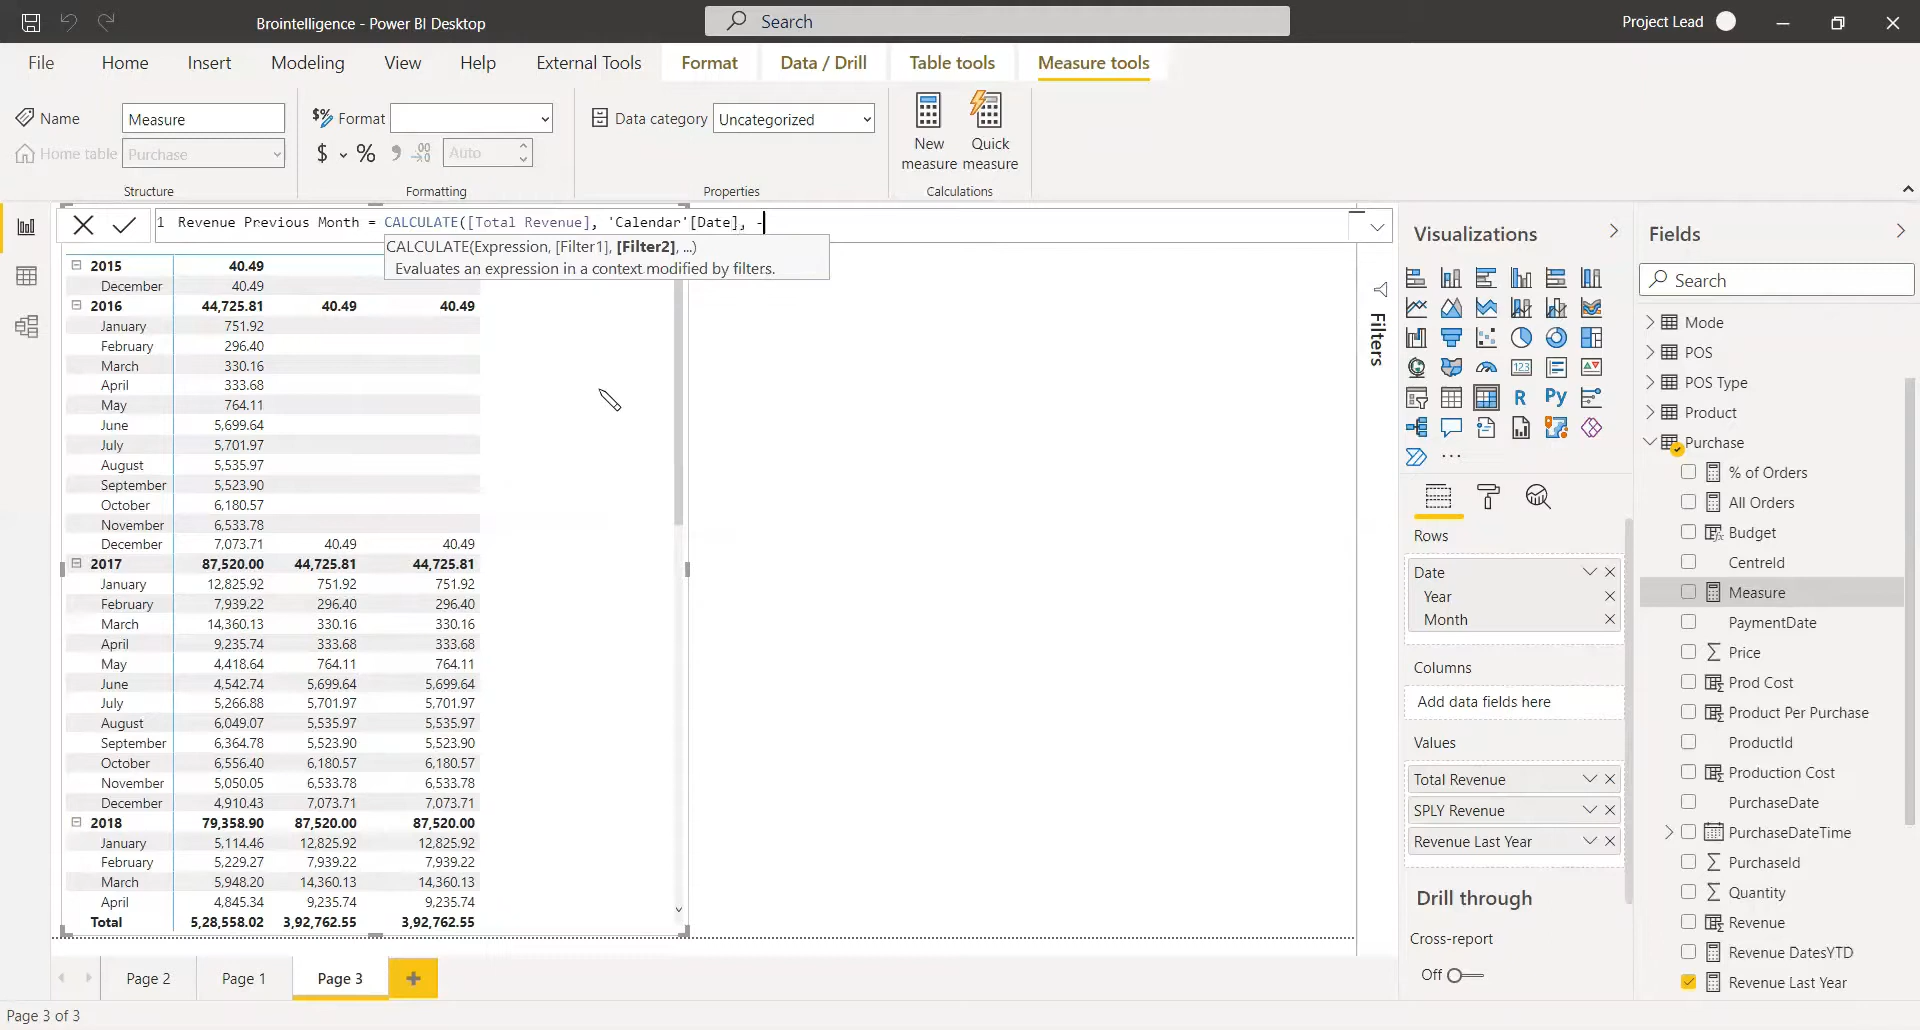 Brointelligence - Power BI Desktop
Search
Project Lead
File Home Insert Modeling View Help External Tools Format Data / Drill Table tools Measure tools
Name Measure
Home table Purchase
Structure
$% Format
$ % , .00 Auto
Formatting
Data category Uncategorized
Properties
New measure
Quick measure
Calculations
1 Revenue Previous Month = CALCULATE([Total Revenue], 'Calendar'[Date], -
CALCULATE(Expression, [Filter1], [Filter2], ...)
Evaluates an expression in a context modified by filters.
2015 40.49
December 40.49
2016 44,725.81 40.49 40.49
January 751.92
February 296.40
March 330.16
April 333.68
May 764.11
June 5,699.64
July 5,701.97
August 5,535.97
September 5,523.90
October 6,180.57
November 6,533.78
December 7,073.71 40.49 40.49
2017 87,520.00 44,725.81 44,725.81
January 12,825.92 751.92 751.92
February 7,939.22 296.40 296.40
March 14,360.13 330.16 330.16
April 9,235.74 333.68 333.68
May 4,418.64 764.11 764.11
June 4,542.74 5,699.64 5,699.64
July 5,266.88 5,701.97 5,701.97
August 6,049.07 5,535.97 5,535.97
September 6,364.78 5,523.90 5,523.90
October 6,556.40 6,180.57 6,180.57
November 5,050.05 6,533.78 6,533.78
December 4,910.43 7,073.71 7,073.71
2018 79,358.90 87,520.00 87,520.00
January 5,114.46 12,825.92 12,825.92
February 5,229.27 7,939.22 7,939.22
March 5,948.20 14,360.13 14,360.13
April 4,845.34 9,235.74 9,235.74
Total 5,28,558.02 3,92,762.55 3,92,762.55
Filters
Visualizations
123
R Py
...
Rows
Date
Year
Month
Columns
Add data fields here
Values
Total Revenue
SPLY Revenue
Revenue Last Year
Drill through
Cross-report
Off
Fields
Search
Mode
POS
POS Type
Product
Purchase
% of Orders
All Orders
Budget
CentreId
Measure
PaymentDate
Price
Prod Cost
Product Per Purchase
ProductId
Production Cost
PurchaseDate
PurchaseDateTime
PurchaseId
Quantity
Revenue
Revenue DatesYTD
Revenue Last Year
Page 2 Page 1 Page 3
Page 3 of 3